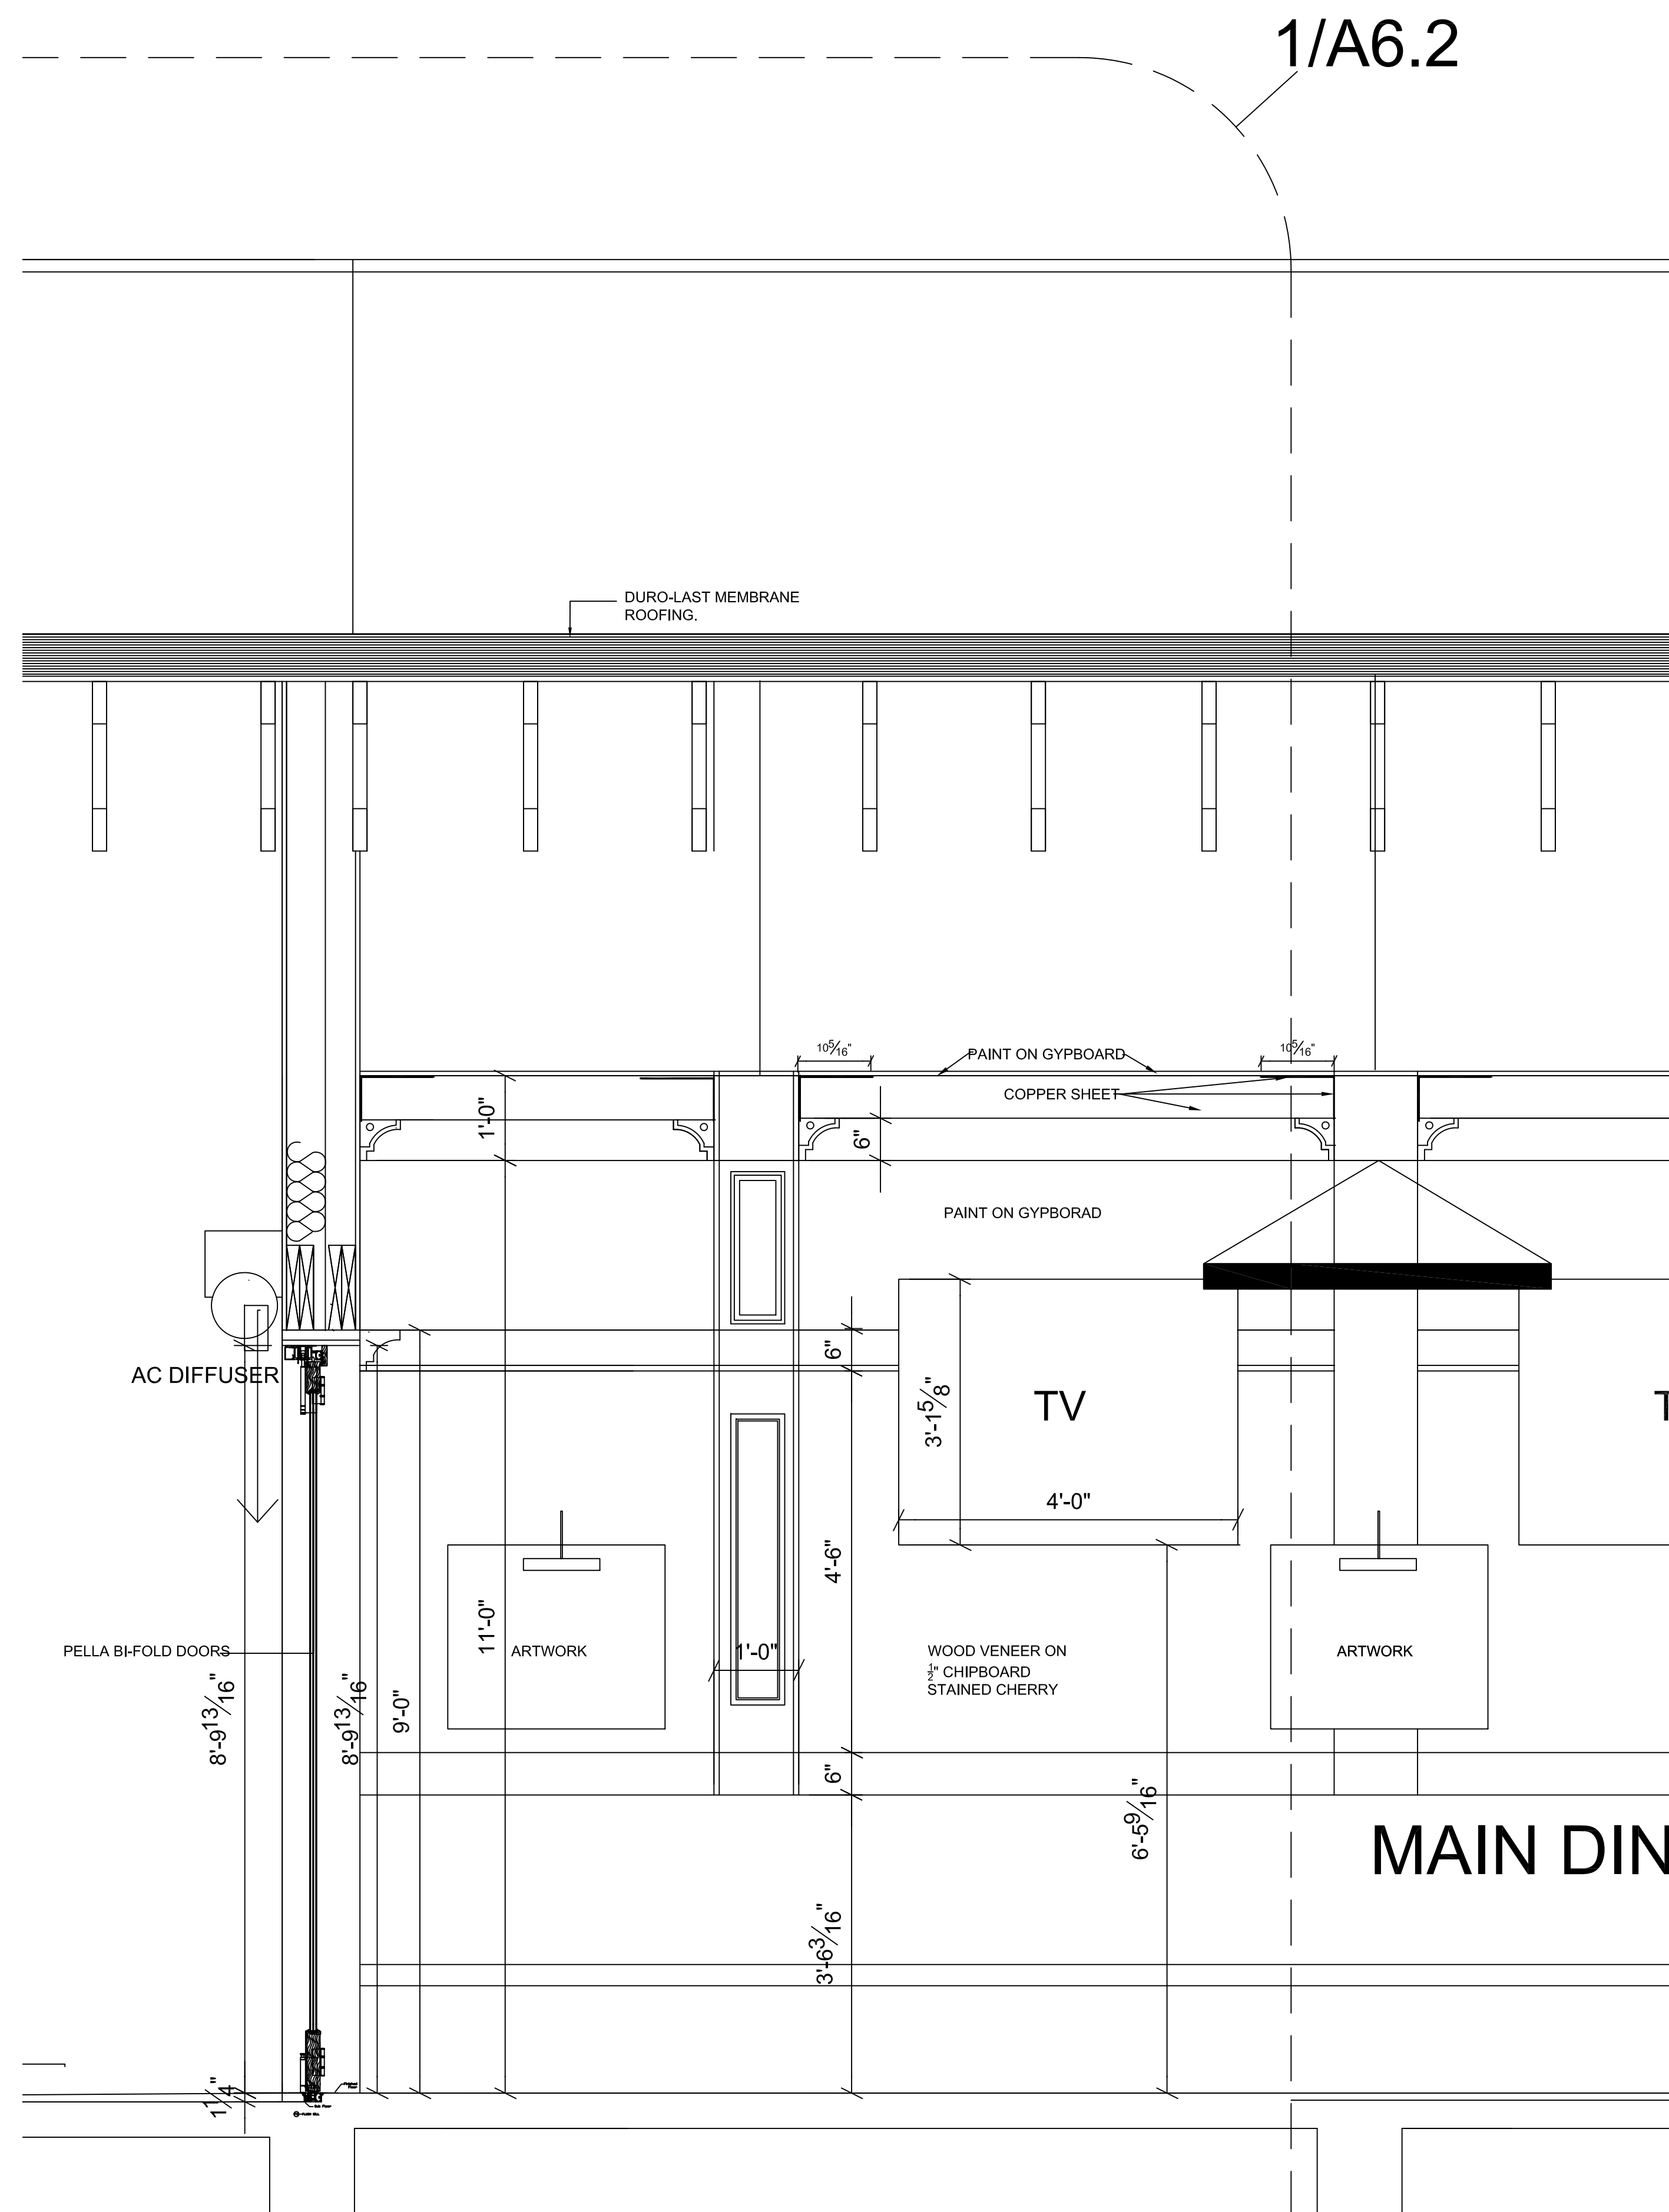 1/A6.2
DURO-LAST MEMBRANE
ROOFING.
10 5/16"
PAINT ON GYPBOARD
10 5/16"
COPPER SHEET
1'-0"
6"
PAINT ON GYPBORAD
AC DIFFUSER
6"
3'-1 5/8"
TV
T
4'-0"
4'-6"
11'-0"
PELLA BI-FOLD DOORS
ARTWORK
1'-0"
WOOD VENEER ON
1/2" CHIPBOARD
STAINED CHERRY
ARTWORK
8'-9 13/16"
8'-9 13/16"
9'-0"
6"
6'-5 9/16"
MAIN DIN
3'-6 3/16"
1 1/4"
Finished
Floor
Sub Floor